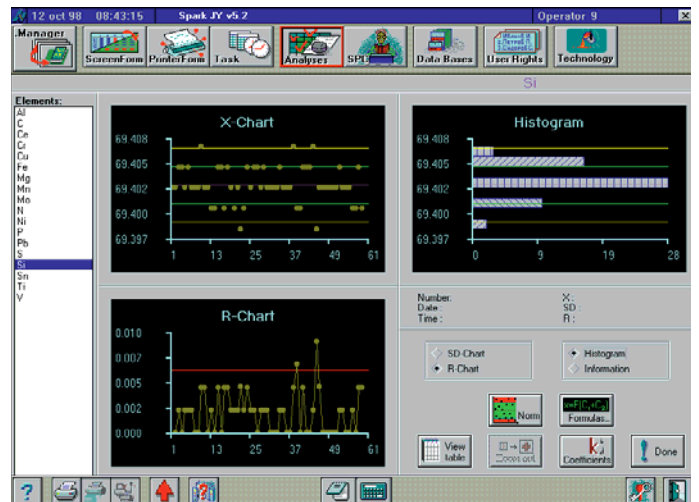 12 oct 98 08:43:15 Spark JY v5.2 Operator 9
.Manager
ScreenForm PrinterForm Task Analyses SPC Data Bases User Rights Technology
Si
Elements:
Al
C
Ce
Cr
Cu
Fe
Mg
Mn
Mo
N
Ni
P
Pb
S
Si
Sn
Ti
V
X-Chart
69.408
69.405
69.402
69.400
69.397
1 13 25 37 49 61
Histogram
69.408
69.405
69.402
69.400
69.397
0 9 19 28
R-Chart
0.010
0.007
0.005
0.002
0.000
1 13 25 37 49 61
Number: X :
Date : SD :
Time : R :
SD-Chart
R-Chart
Histogram
Information
Norm
Formulas...
View table
Zoom out
Coefficients
Done